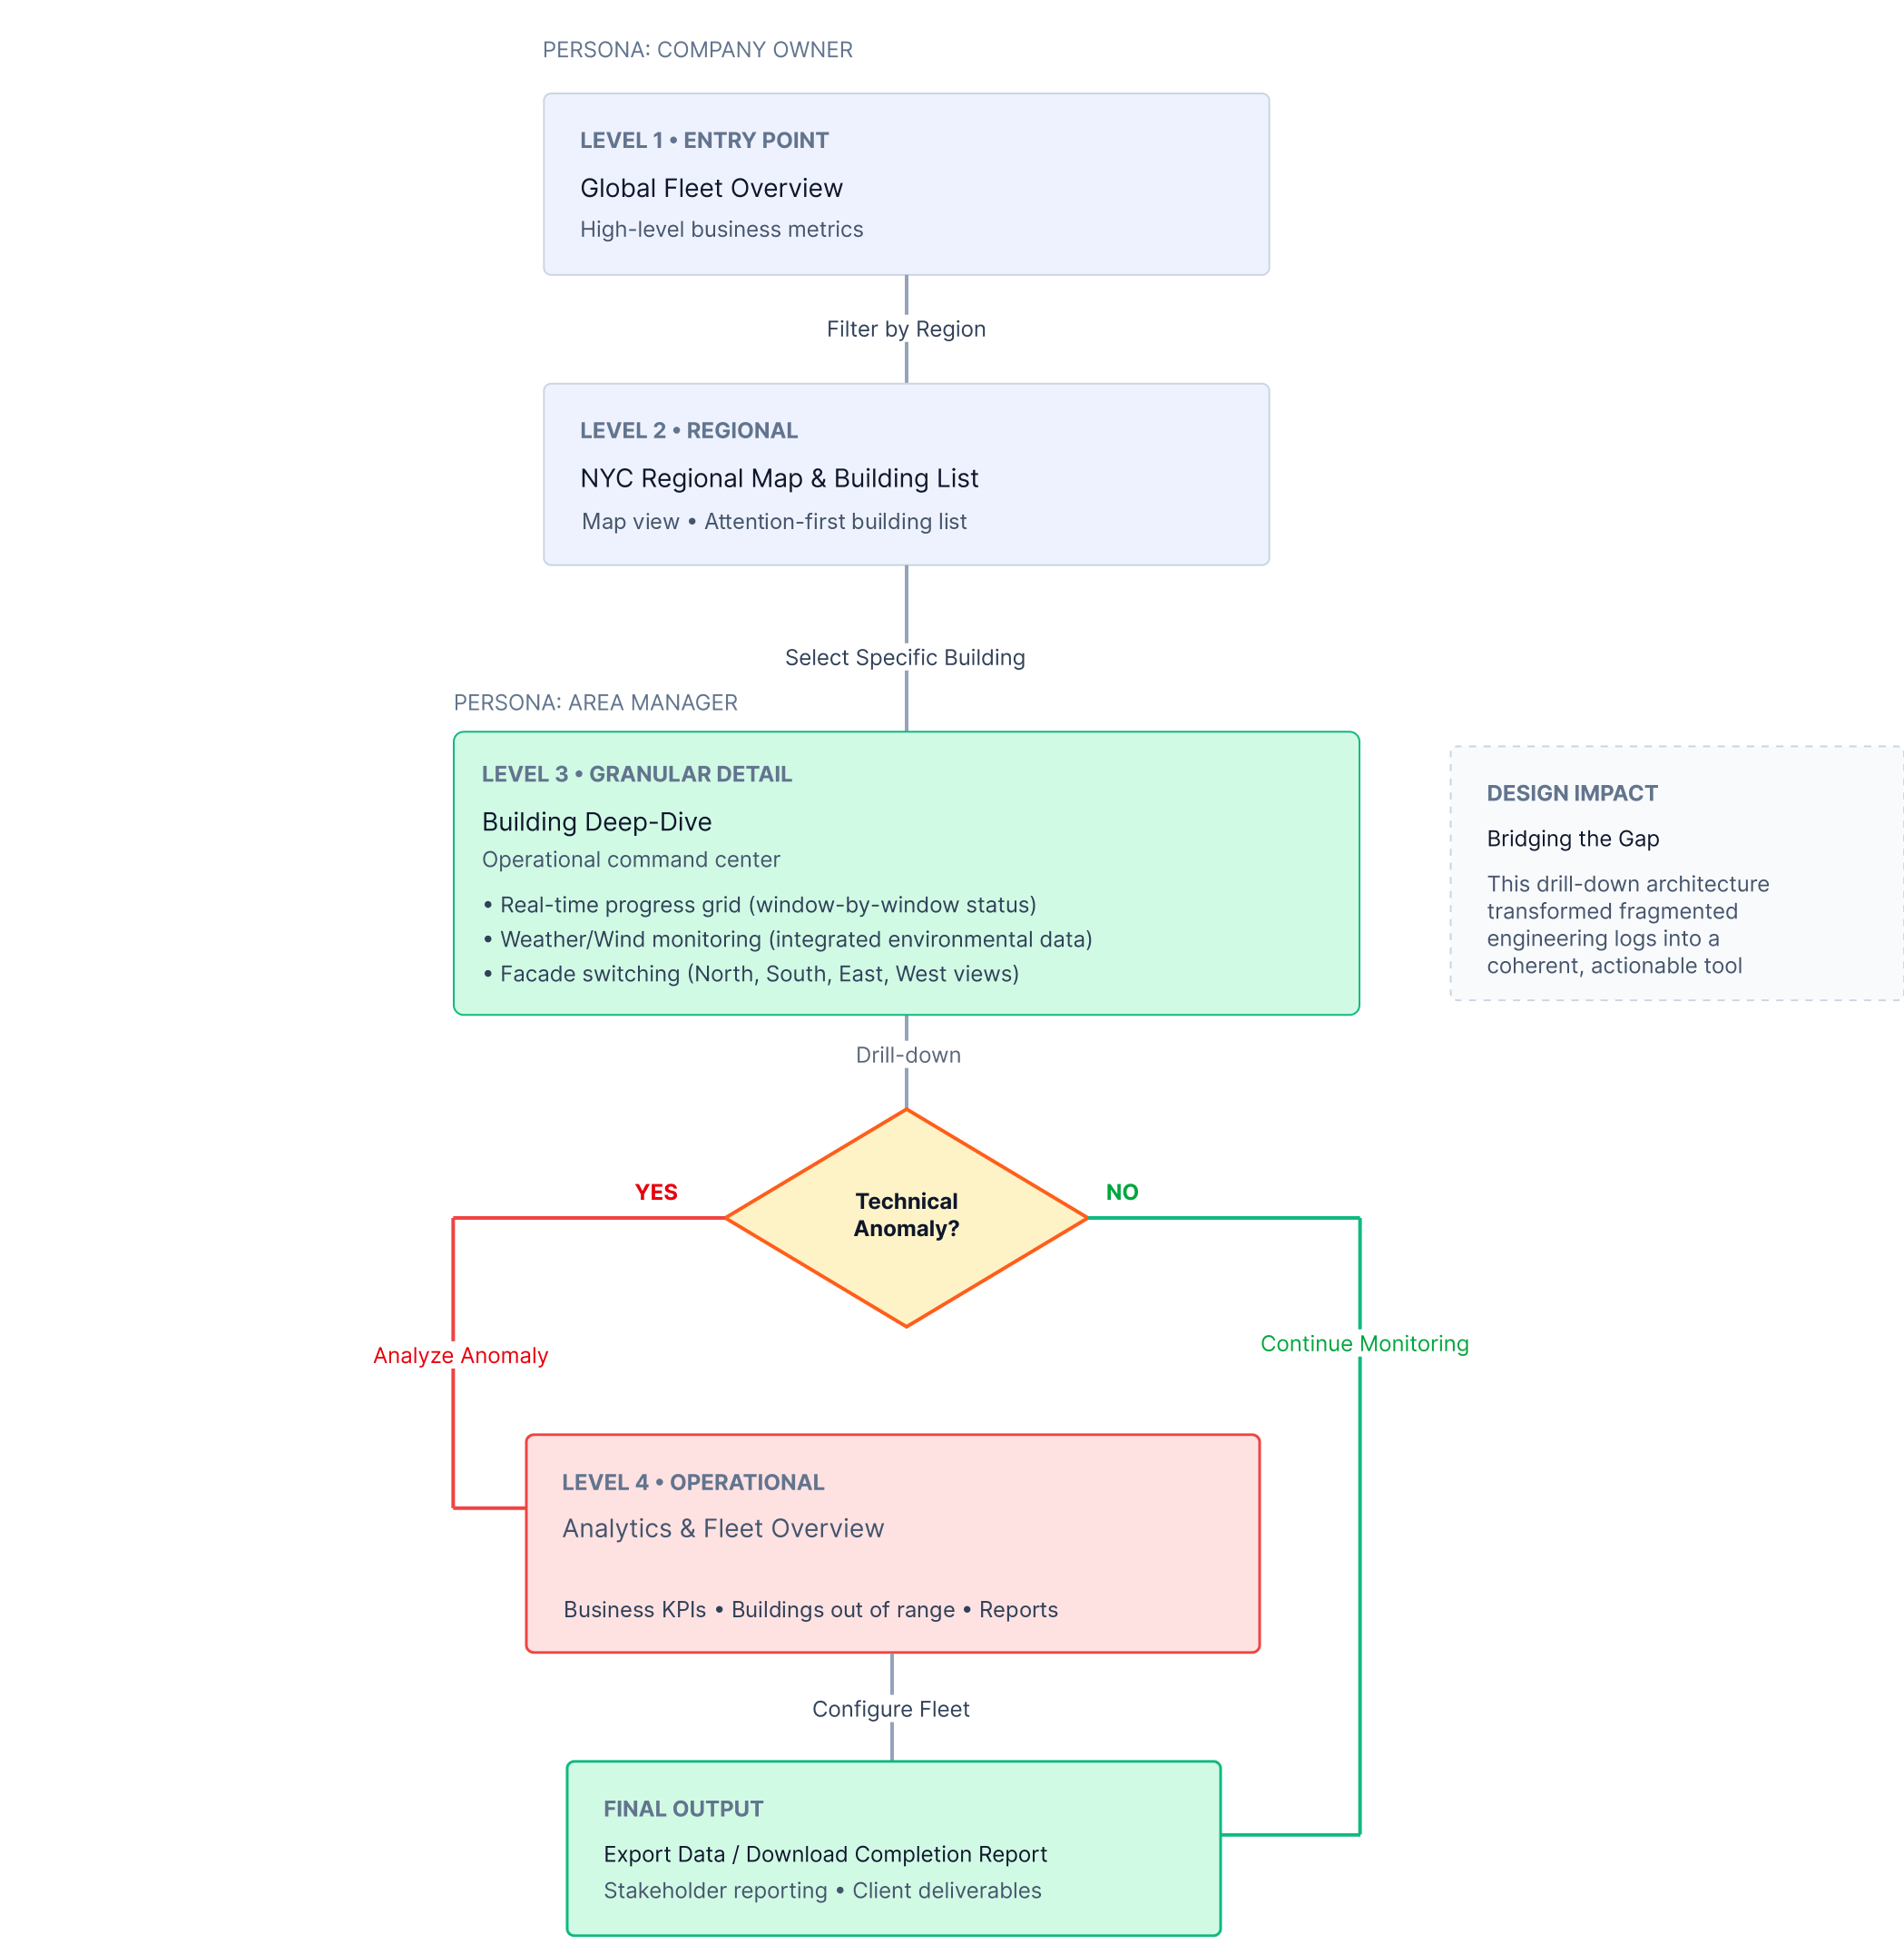 PERSONA: COMPANY OWNER
LEVEL 1 • ENTRY POINT
Global Fleet Overview
High-level business metrics
Filter by Region
LEVEL 2 • REGIONAL
NYC Regional Map & Building List
Map view • Attention-first building list
Select Specific Building
PERSONA: AREA MANAGER
LEVEL 3 • GRANULAR DETAIL
Building Deep-Dive
Operational command center
• Real-time progress grid (window-by-window status)
• Weather/Wind monitoring (integrated environmental data)
• Facade switching (North, South, East, West views)
DESIGN IMPACT
Bridging the Gap
This drill-down architecture
transformed fragmented
engineering logs into a
coherent, actionable tool
Drill-down
YES
Technical
Anomaly?
NO
Analyze Anomaly
Continue Monitoring
LEVEL 4 • OPERATIONAL
Analytics & Fleet Overview
Business KPIs • Buildings out of range • Reports
Configure Fleet
FINAL OUTPUT
Export Data / Download Completion Report
Stakeholder reporting • Client deliverables